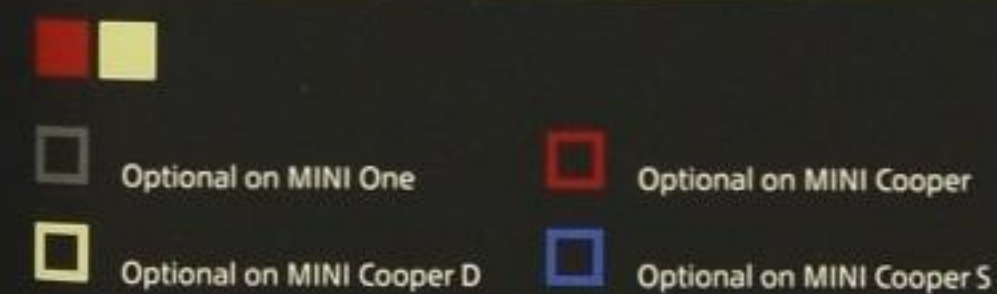 Optional on MINI One
Optional on MINI Cooper
Optional on MINI Cooper D
Optional on MINI Cooper S